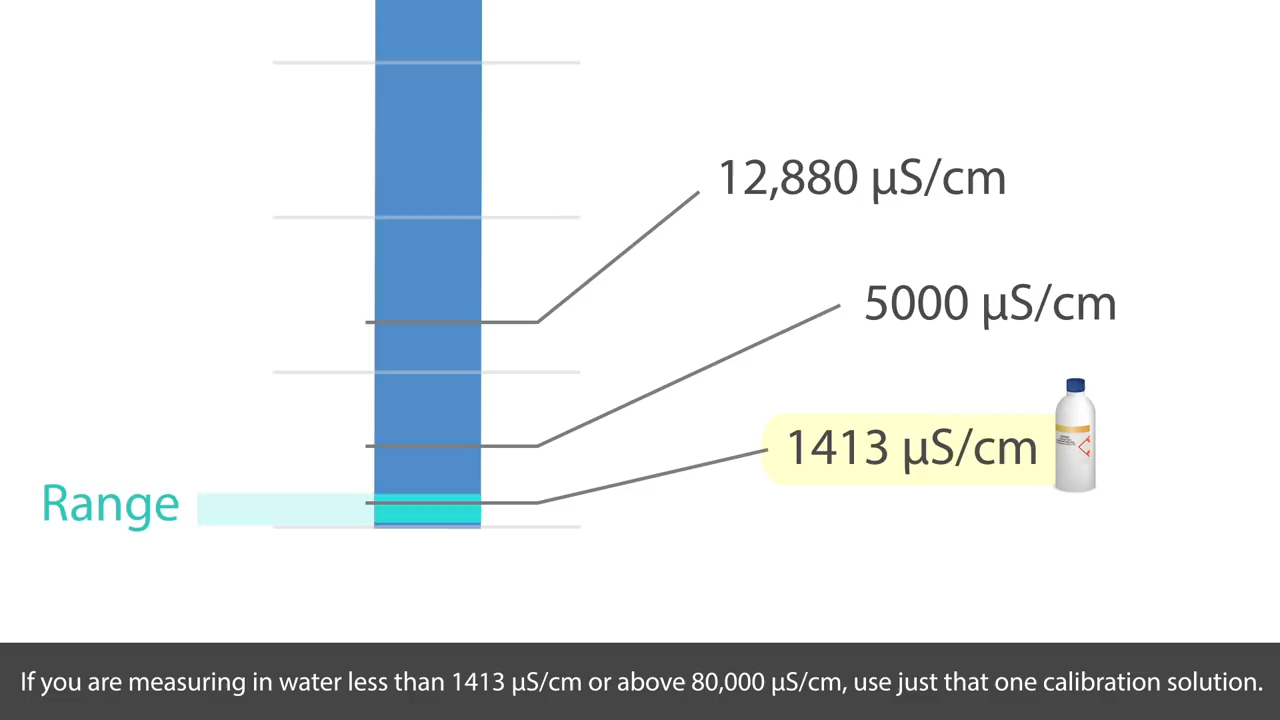 12,880 µS/cm
5000 µS/cm
1413 µS/cm
Range
If you are measuring in water less than 1413 µS/cm or above 80,000 µS/cm, use just that one calibration solution.